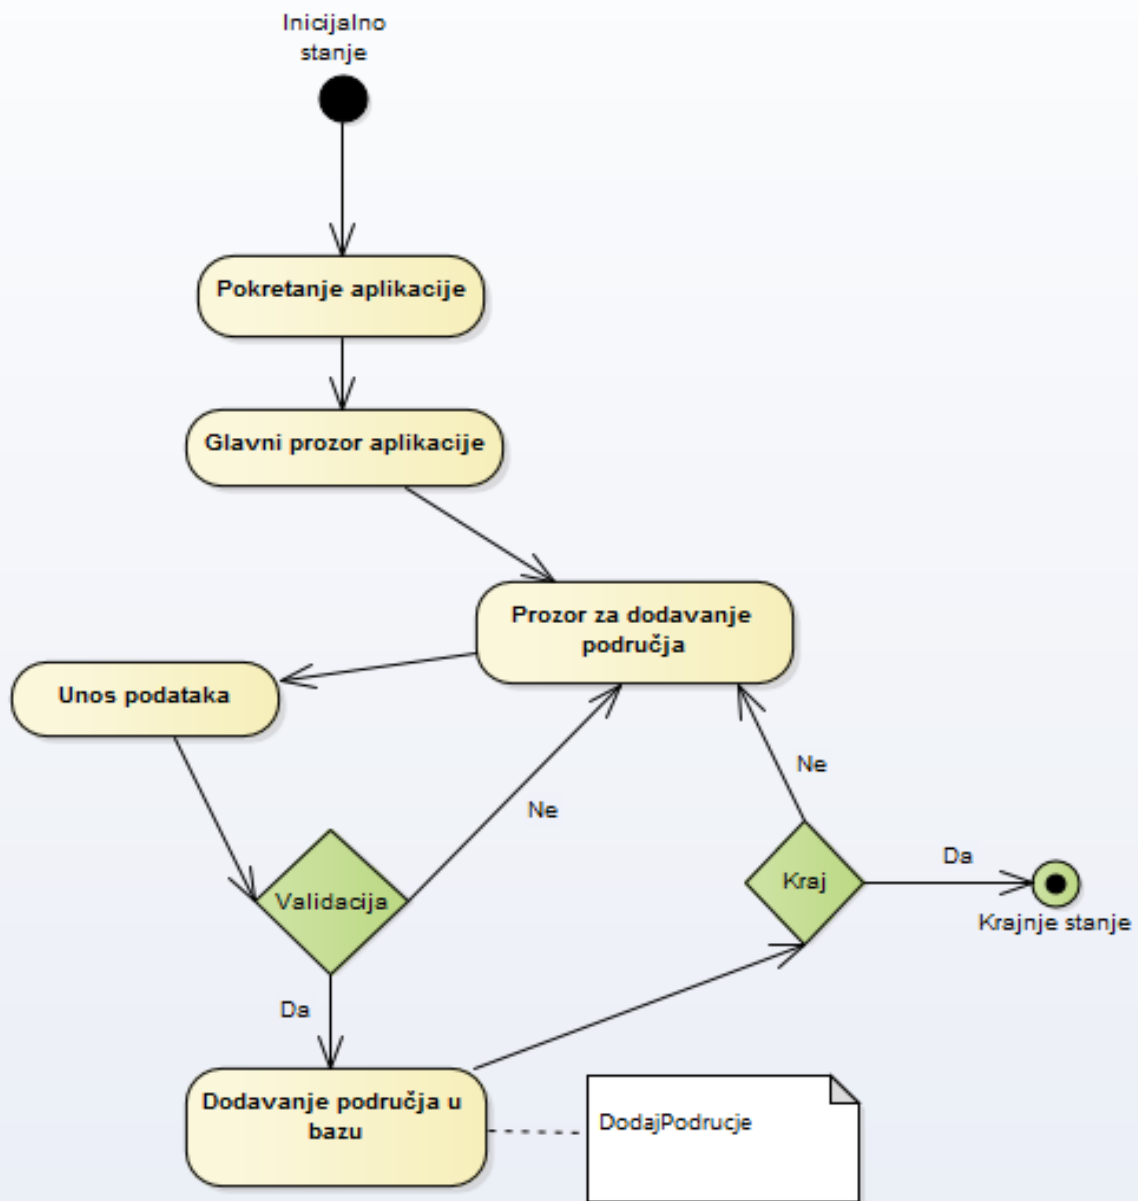 Inicijalno
stanje
Pokretanje aplikacije
Glavni prozor aplikacije
Prozor za dodavanje
područja
Unos podataka
Ne
Ne
Validacija
Kraj
Da
Krajnje stanje
Da
Dodavanje područja u
bazu
DodajPodrucje